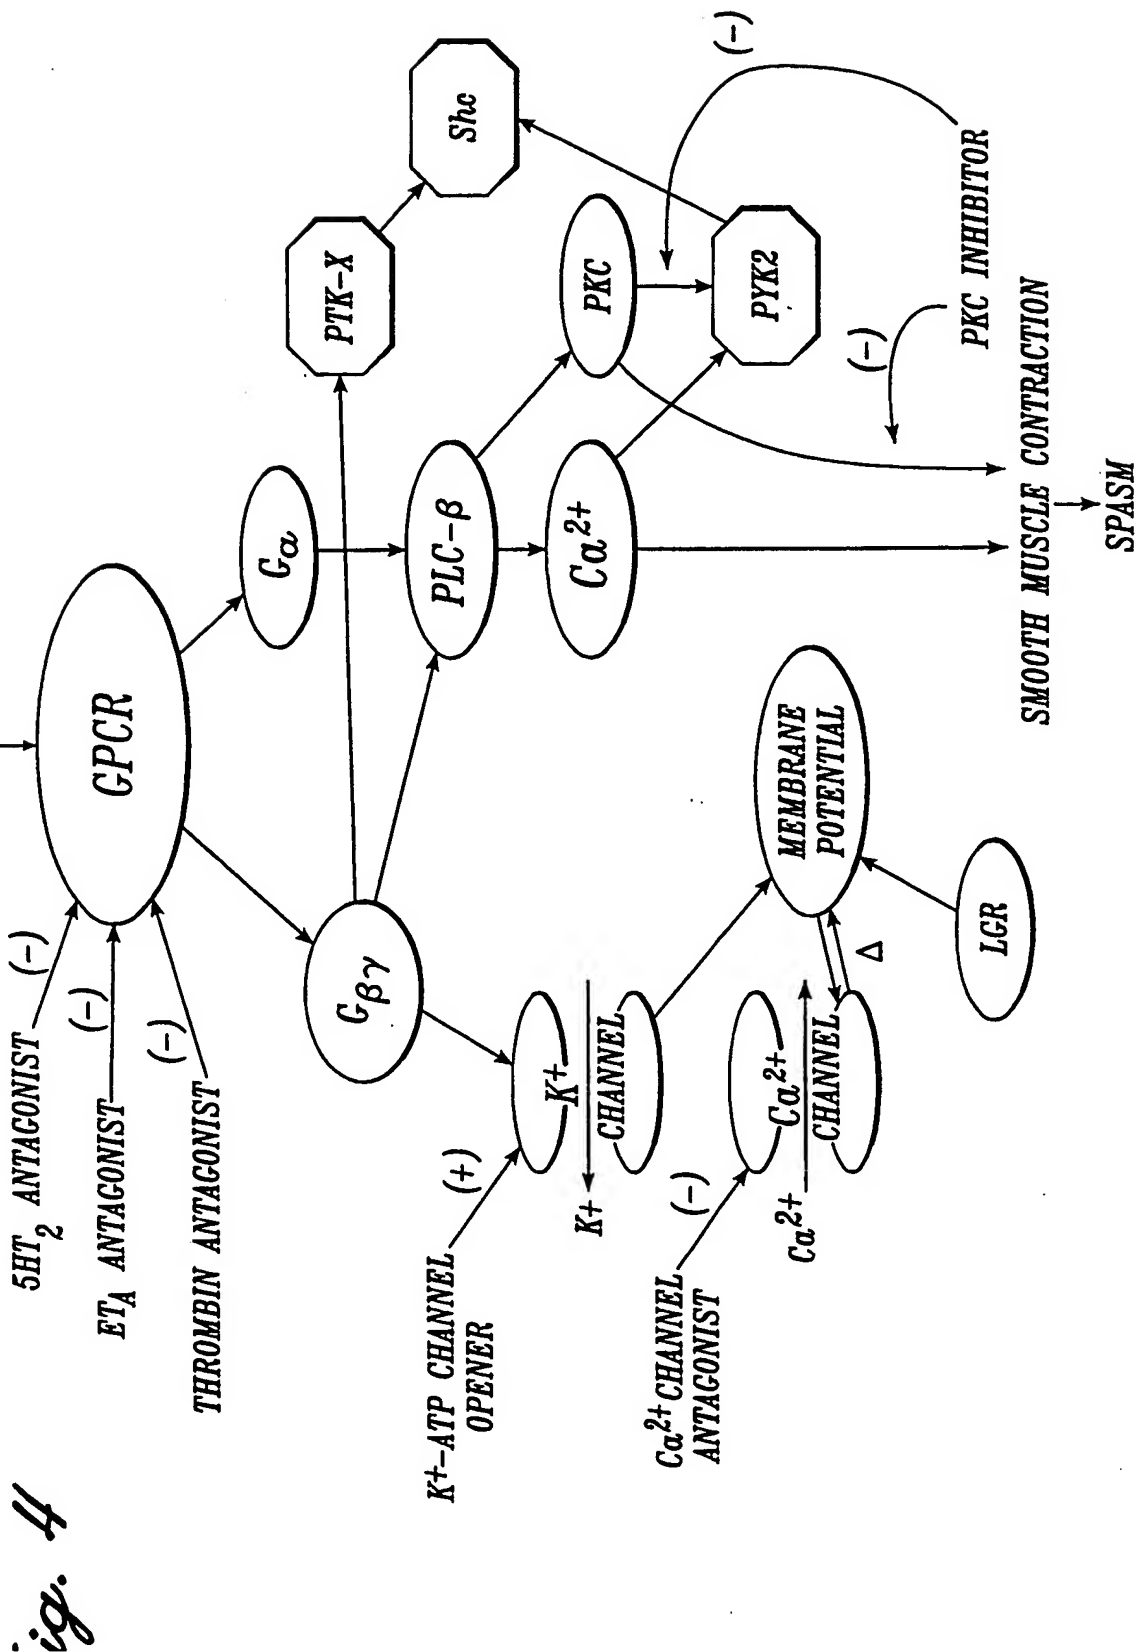 Fig. 4
5HT2 ANTAGONIST
(-)
ETA ANTAGONIST
(-)
THROMBIN ANTAGONIST
(-)
GPCR
Gα
Gβγ
PTK-X
Shc
PLC-β
PKC
Ca2+
PYK2
(-)
(-)
PKC INHIBITOR
K+-ATP CHANNEL
OPENER
(+)
K+
CHANNEL
K+
Ca2+ CHANNEL
ANTAGONIST
(-)
Ca2+
CHANNEL
Ca2+
Δ
MEMBRANE
POTENTIAL
LGR
SMOOTH MUSCLE CONTRACTION
SPASM